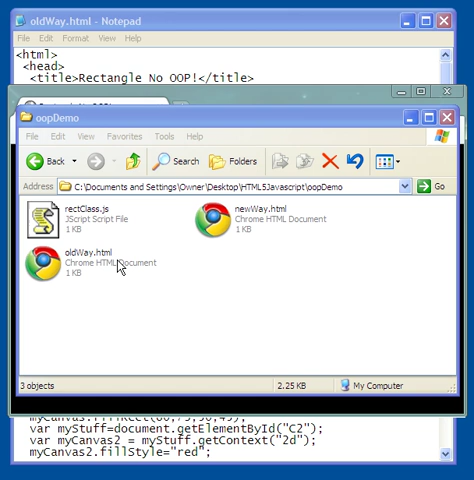 oldWay.html - Notepad
File Edit Format View Help
<html>
<head>
<title>Rectangle No OOP!</title>
oopDemo
File Edit View Favorites Tools Help
Back Search Folders
Address C:\Documents and Settings\Owner\Desktop\HTML5Javascript\oopDemo Go
rectClass.js
JScript Script File
1 KB
newWay.html
Chrome HTML Document
1 KB
oldWay.html
Chrome HTML Document
1 KB
3 objects 2.25 KB My Computer
var myStuff=document.getElementById("C2");
var myCanvas2 = myStuff.getContext("2d");
myCanvas2.fillStyle="red";